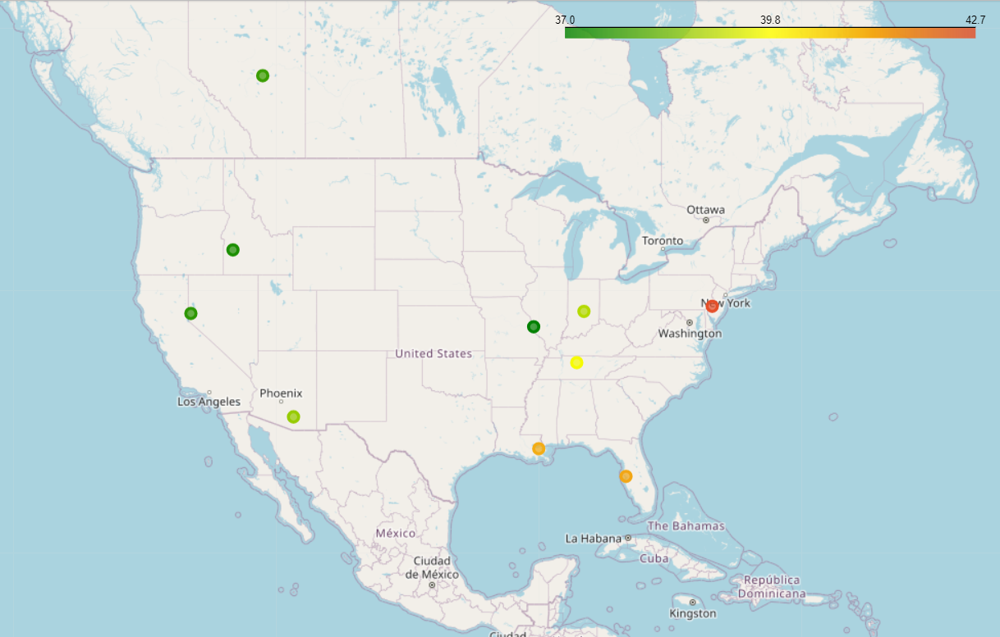 37.0 39.8 42.7
Ottawa
Toronto
New York
Washington
United States
Phoenix
Los Angeles
The Bahamas
México
La Habana
Cuba
Ciudad
de México
República
Dominicana
Kingston
Ciudad